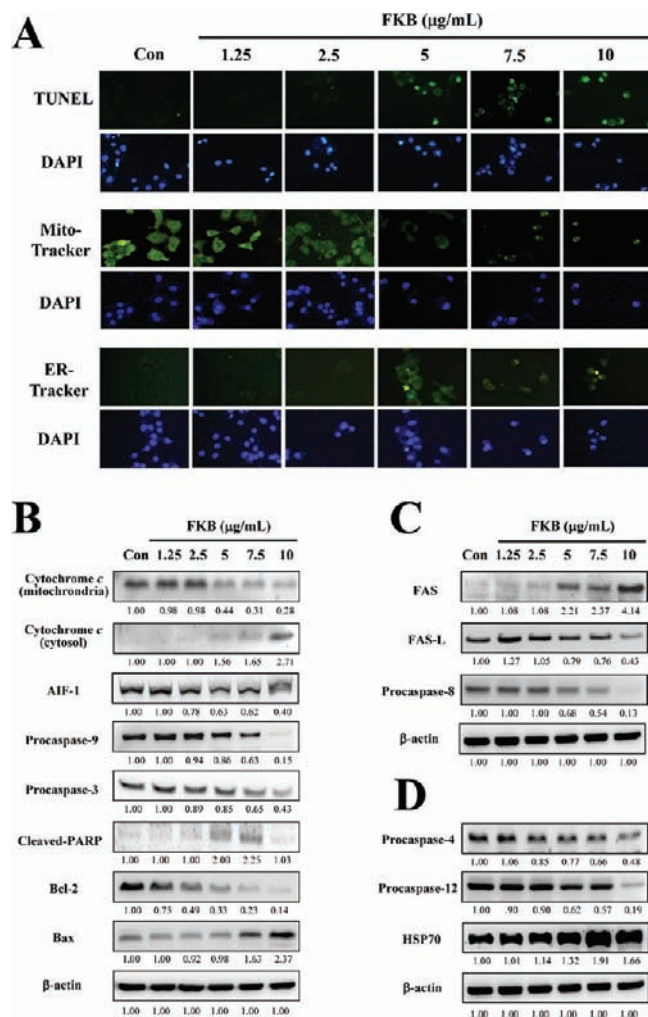 A
FKB (μg/mL)
Con 1.25 2.5 5 7.5 10
TUNEL
DAPI
Mito-
Tracker
DAPI
ER-
Tracker
DAPI
B
FKB (μg/mL)
Con 1.25 2.5 5 7.5 10
Cytochrome c
(mitochrondria)
1.00 0.98 0.98 0.44 0.31 0.28
Cytochrome c
(cytosol)
1.00 1.00 1.00 1.56 1.65 2.71
AIF-1
1.00 1.00 0.78 0.63 0.62 0.40
Procaspase-9
1.00 1.00 0.94 0.86 0.63 0.15
Procaspase-3
1.00 1.00 0.89 0.85 0.65 0.43
Cleaved-PARP
1.00 1.00 1.00 2.00 2.25 1.03
Bcl-2
1.00 0.75 0.49 0.33 0.23 0.14
Bax
1.00 1.00 0.92 0.98 1.63 2.37
β-actin
1.00 1.00 1.00 1.00 1.00 1.00
C
FKB (μg/mL)
Con 1.25 2.5 5 7.5 10
FAS
1.00 1.08 1.08 2.21 2.37 4.14
FAS-L
1.00 1.27 1.05 0.79 0.76 0.43
Procaspase-8
1.00 1.00 1.00 0.68 0.54 0.13
β-actin
1.00 1.00 1.00 1.00 1.00 1.00
D
Procaspase-4
1.00 1.06 0.85 0.77 0.66 0.48
Procaspase-12
1.00 .90 0.90 0.62 0.57 0.19
HSP70
1.00 1.01 1.14 1.32 1.91 1.66
β-actin
1.00 1.00 1.00 1.00 1.00 1.00